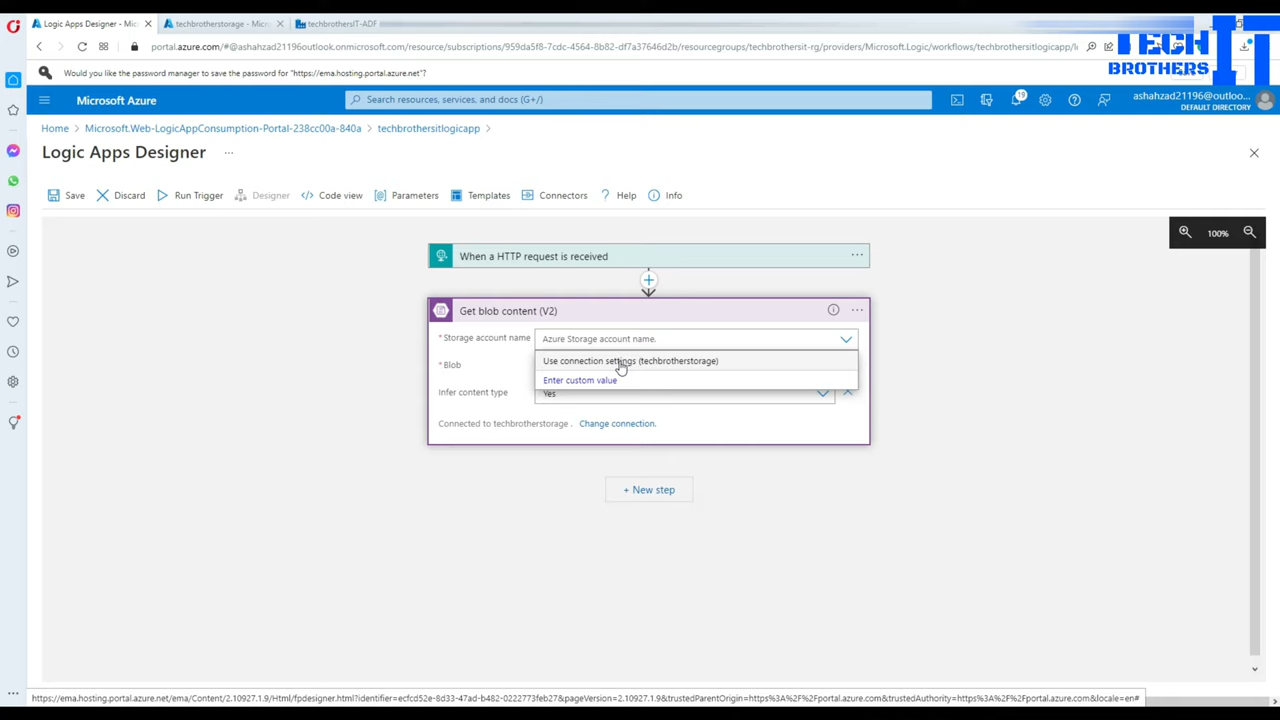 Logic Apps Designer - Mic
techbrotherstorage - Micr
techbrothersIT-ADF
portal.azure.com/#@ashahzad21196outlook.onmicrosoft.com/resource/subscriptions/959da5f8-7cdc-4564-8b82-df7a37646d2b/resourcegroups/techbrothersit-rg/providers/Microsoft.Logic/workflows/techbrothersitlogicapp/l
Would you like the password manager to save the password for "https://ema.hosting.portal.azure.net"?
TECH
BROTHERS
IT
Microsoft Azure
Search resources, services, and docs (G+/)
19
ashahzad21196@outloo...
DEFAULT DIRECTORY
Home > Microsoft.Web-LogicAppConsumption-Portal-238cc00a-840a > techbrothersitlogicapp >
Logic Apps Designer ...
Save Discard Run Trigger Designer Code view Parameters Templates Connectors Help Info
100%
When a HTTP request is received
Get blob content (V2)
* Storage account name
Azure Storage account name.
Use connection settings (techbrotherstorage)
* Blob
Enter custom value
Infer content type
Yes
Connected to techbrotherstorage . Change connection.
+ New step
https://ema.hosting.portal.azure.net/ema/Content/2.10927.1.9/Html/fpdesigner.html?identifier=ecfcd52e-8d33-47ad-b482-0222773feb27&pageVersion=2.10927.1.9&trustedParentOrigin=https%3A%2F%2Fportal.azure.com&trustedAuthority=https%3A%2F%2Fportal.azure.com&locale=en#